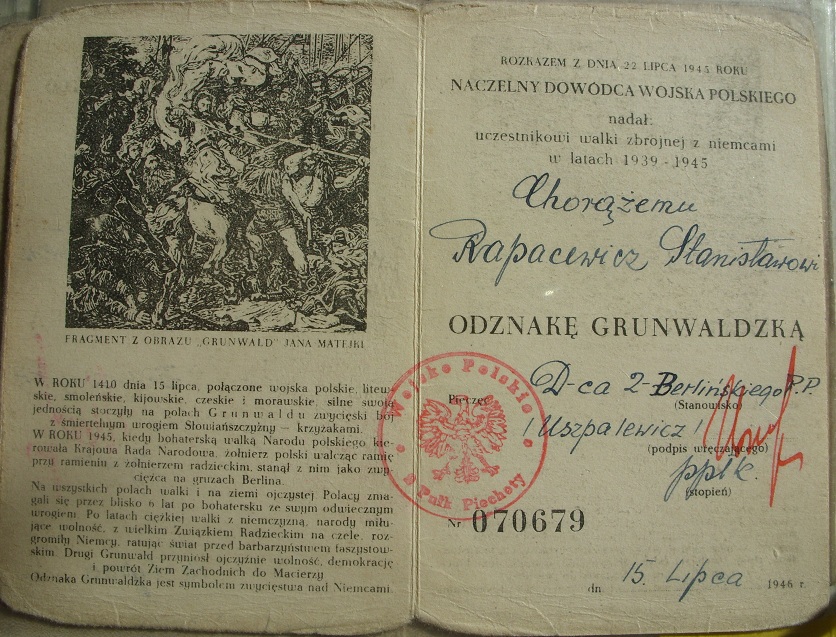 FRAGMENT Z OBRAZU „GRUNWALD" JANA MATEJKI
W ROKU 1410 dnia 15 lipca, połączone wojska polskie, litew-
skie, smoleńskie, kijowskie, czeskie i morawskie, silne swoją
jednością stoczyły na polach Grunwaldu zwycięski bój
z śmiertelnym wrogiem Słowiańszczyzny — krzyżakami.
W ROKU 1945, kiedy bohaterską walką Narodu polskiego kie-
rowała Krajowa Rada Narodowa, żołnierz polski walcząc ramię
przy ramieniu z żołnierzem radzieckim, stanął z nim jako zwy-
cięzca na gruzach Berlina.
Na wszystkich polach walki i na ziemi ojczystej Polacy zma-
gali się przez blisko 6 lat po bohatersku ze swym odwiecznym
wrogiem. Po latach ciężkiej walki z niemczyzną, narody miłu-
jące wolność, z wielkim Związkiem Radzieckim na czele, roz-
gromiły Niemcy, ratując świat przed barbarzyństwem faszystow-
skim. Drugi Grunwald przyniósł ojczyźnie wolność, demokrację
i powrót Ziem Zachodnich do Macierzy
Odznaka Grunwaldzka jest symbolem zwycięstwa nad Niemcami
ROZKAZEM Z DNIA 22 LIPCA 1945 ROKU
NACZELNY DOWÓDCA WOJSKA POLSKIEGO
nadał:
uczestnikowi walki zbrojnej z niemcami
w latach 1939 - 1945
Chorążemu
Rapacewicz Stanisławowi
ODZNAKĘ GRUNWALDZKĄ
Wojsko Polskie
2 Pułk Piechoty
Pieczęć
D-ca 2-Berlińskiego P.P.
(Stanowisko)
/Uszpalewicz/
(podpis wręczającego)
ppłk.
(stopień)
Nr 070679
dn. 15. Lipca 1946 r.